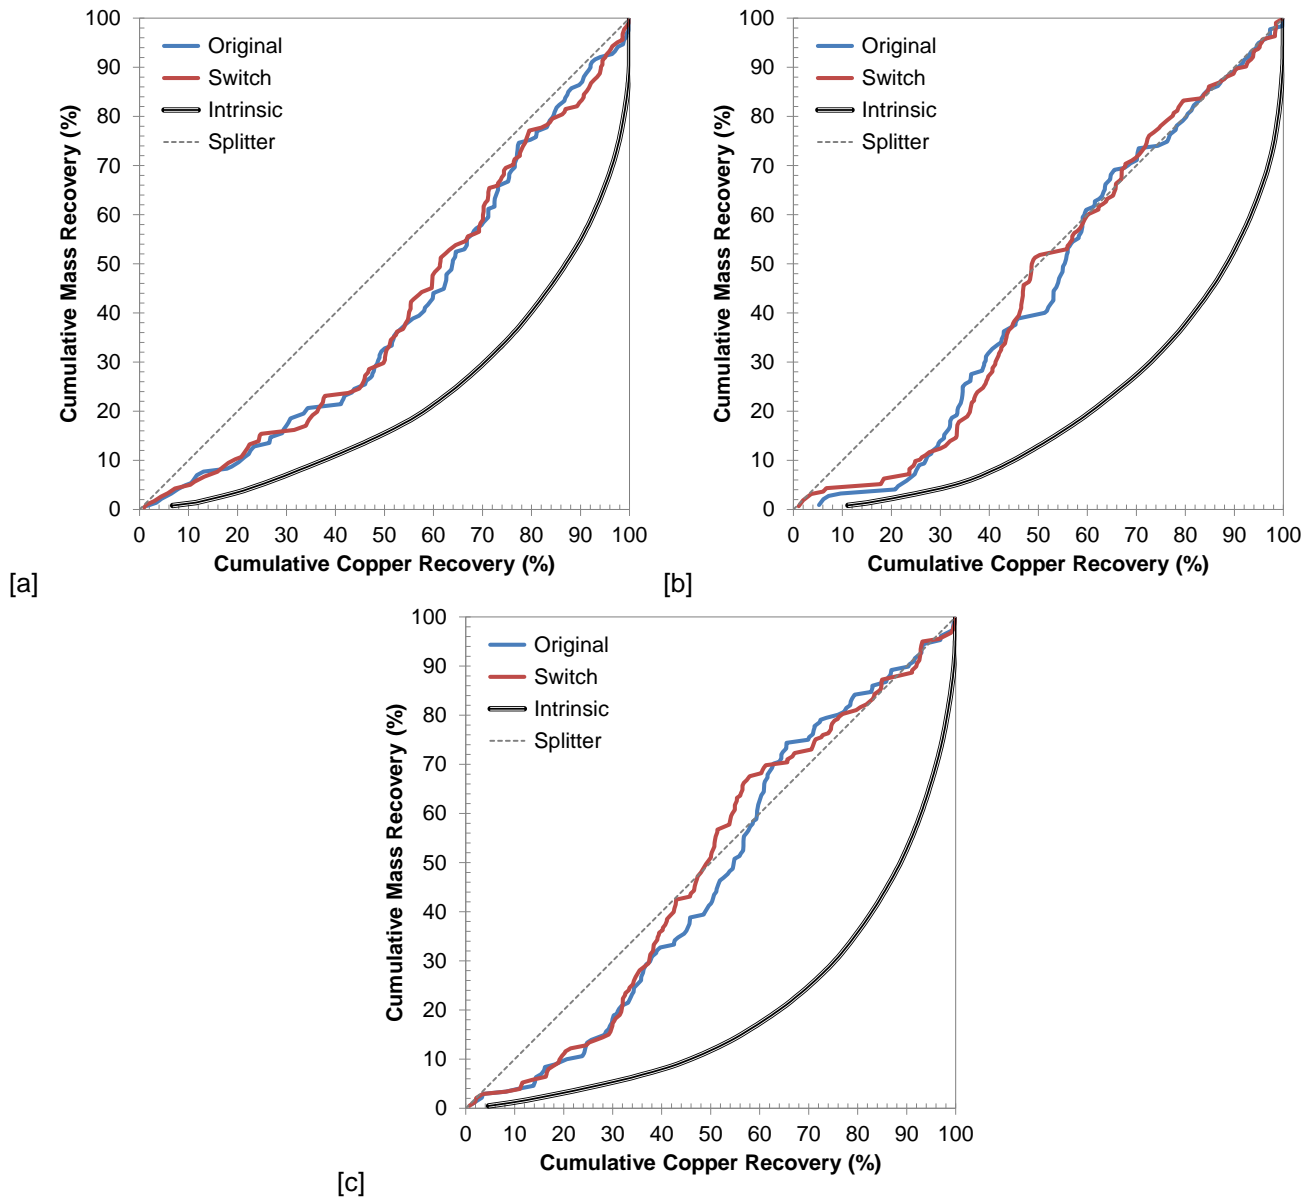 100
90
80
70
60
50
40
30
20
10
0
Cumulative Mass Recovery (%)
Original
Switch
Intrinsic
Splitter
0 10 20 30 40 50 60 70 80 90 100
Cumulative Copper Recovery (%)
[a]
100
90
80
70
60
50
40
30
20
10
0
Cumulative Mass Recovery (%)
Original
Switch
Intrinsic
Splitter
0 10 20 30 40 50 60 70 80 90 100
Cumulative Copper Recovery (%)
[b]
100
90
80
70
60
50
40
30
20
10
0
Cumulative Mass Recovery (%)
Original
Switch
Intrinsic
Splitter
0 10 20 30 40 50 60 70 80 90 100
Cumulative Copper Recovery (%)
[c]